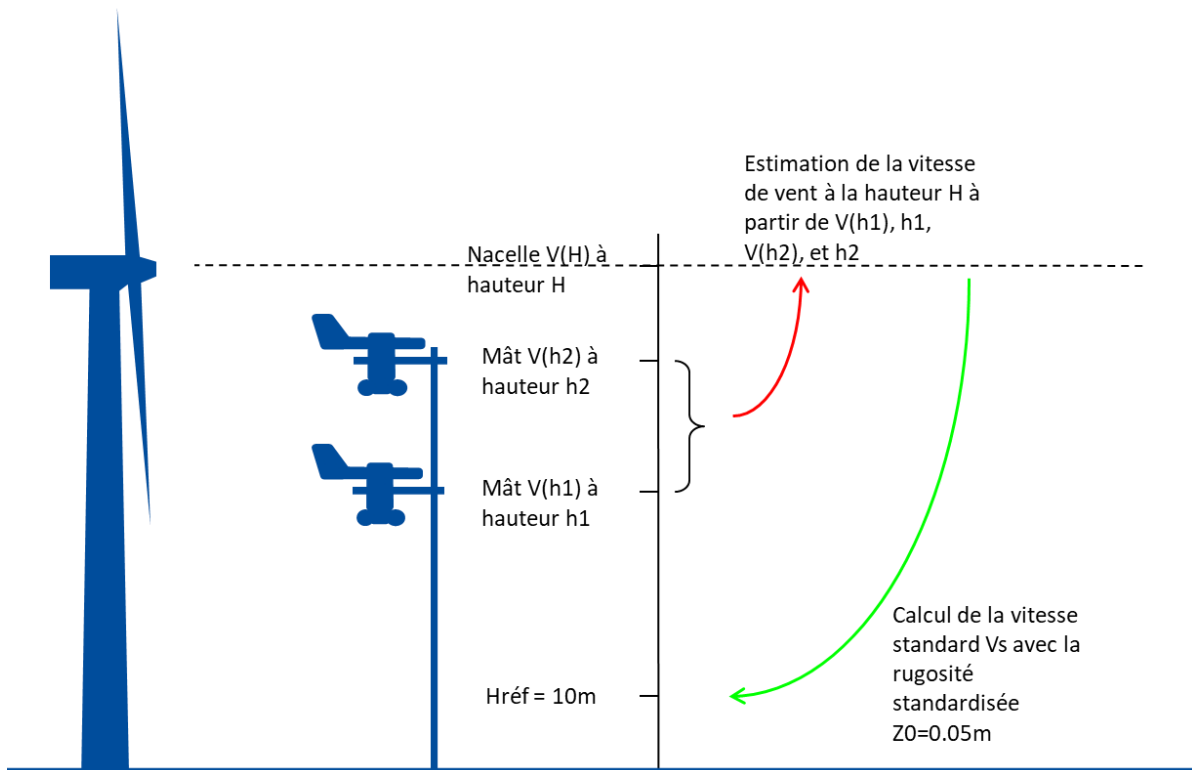 Estimation de la vitesse
de vent à la hauteur H à
partir de V(h1), h1,
V(h2), et h2
Nacelle V(H) à
hauteur H
Mât V(h2) à
hauteur h2
Mât V(h1) à
hauteur h1
Calcul de la vitesse
standard Vs avec la
rugosité
standardisée
Z0=0.05m
Hréf = 10m